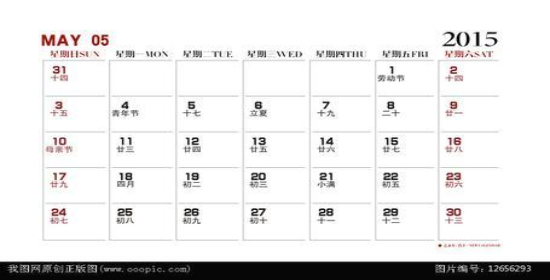 MAY 05
2015
星期日SUN 星期一MON 星期二TUE 星期三WED 星期四THU 星期五FRI 星期六SAT
31 1 2
十四 劳动节 十四
3 4 5 6 7 8 9
十五 青年节 十七 立夏 十九 二十 廿一
10 11 12 13 14 15 16
母亲节 廿三 廿四 廿五 廿六 廿七 廿八
17 18 19 20 21 22 23
廿九 四月 初二 初三 小满 初五 初六
24 25 26 27 28 29 30
初七 初八 初九 初十 十一 十二 十三
我图网原创正版图 www.ooopic.com
图片编号：12656293